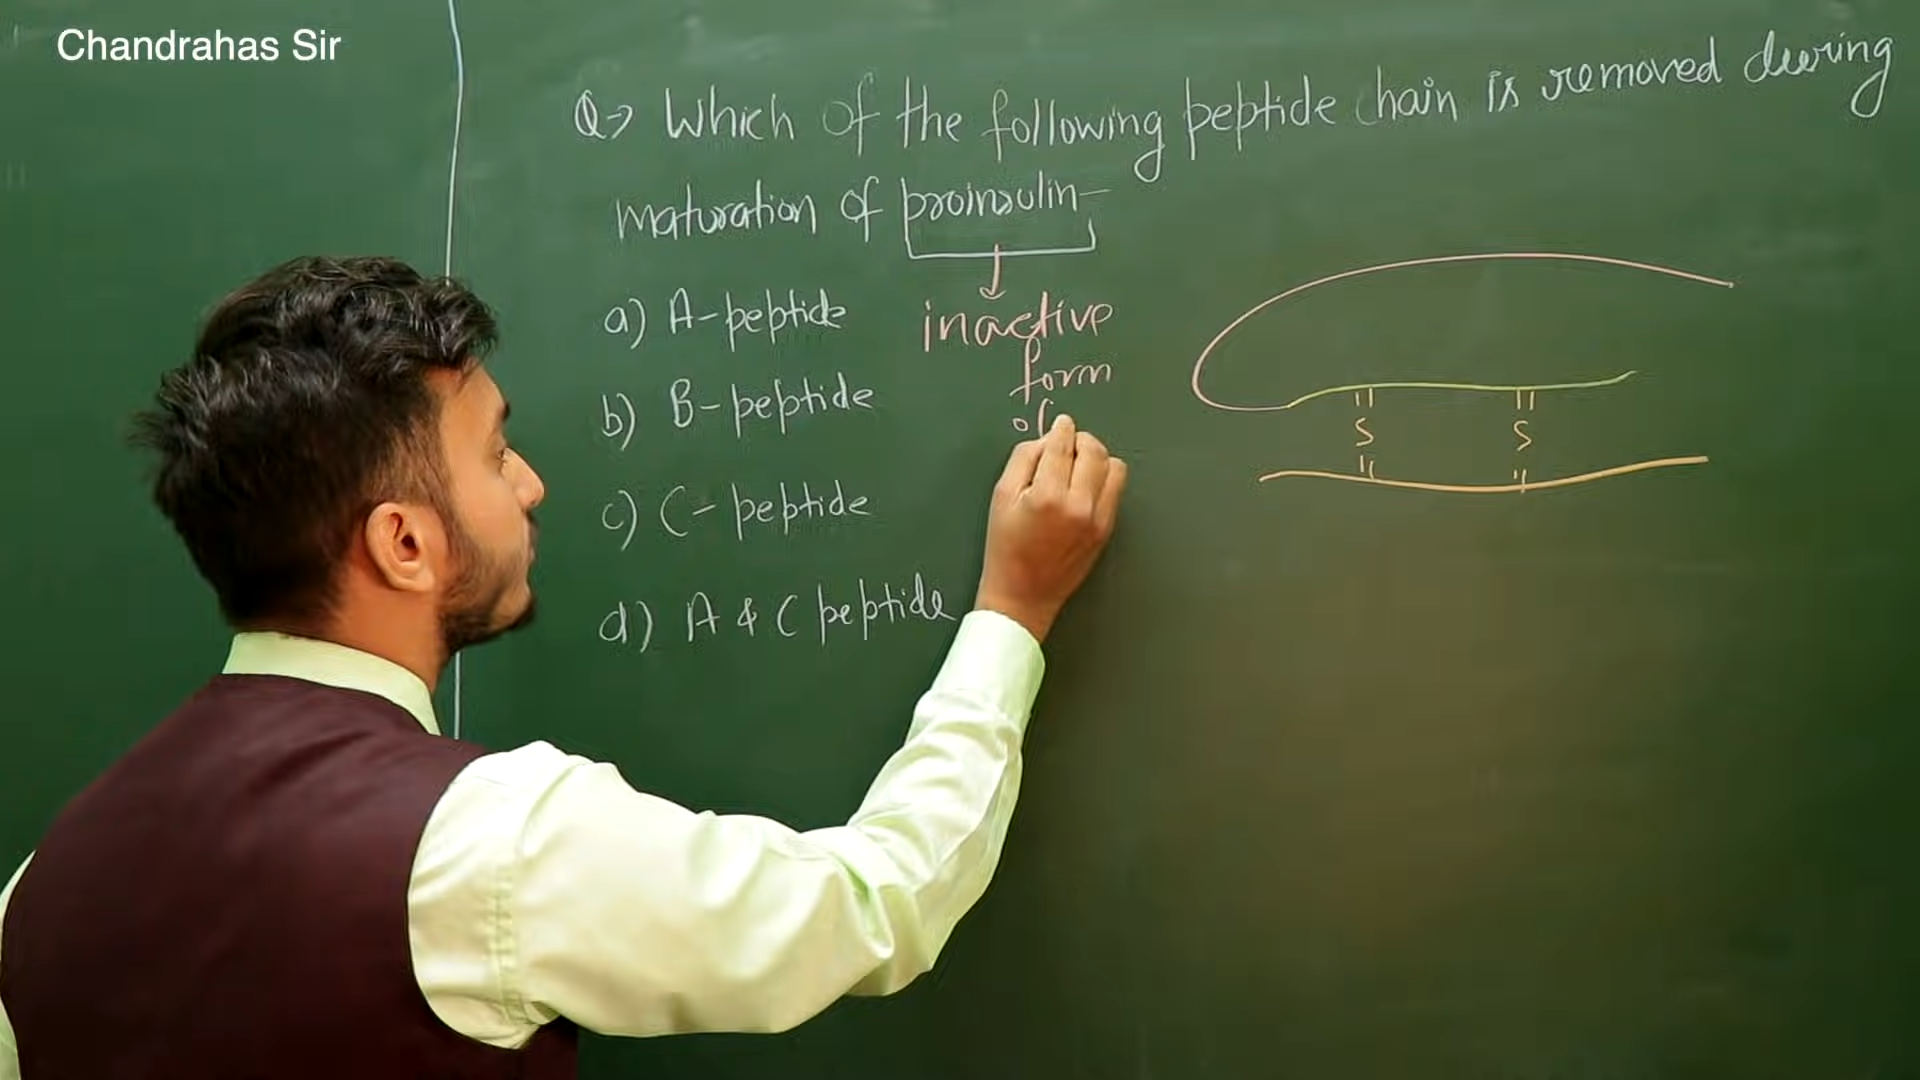 Chandrahas Sir
Q→ Which of the following peptide chain is removed during
maturation of proinsulin-
a) A-peptide
inactive
form
of
b) B-peptide
c) C-peptide
d) A & C peptide
S S